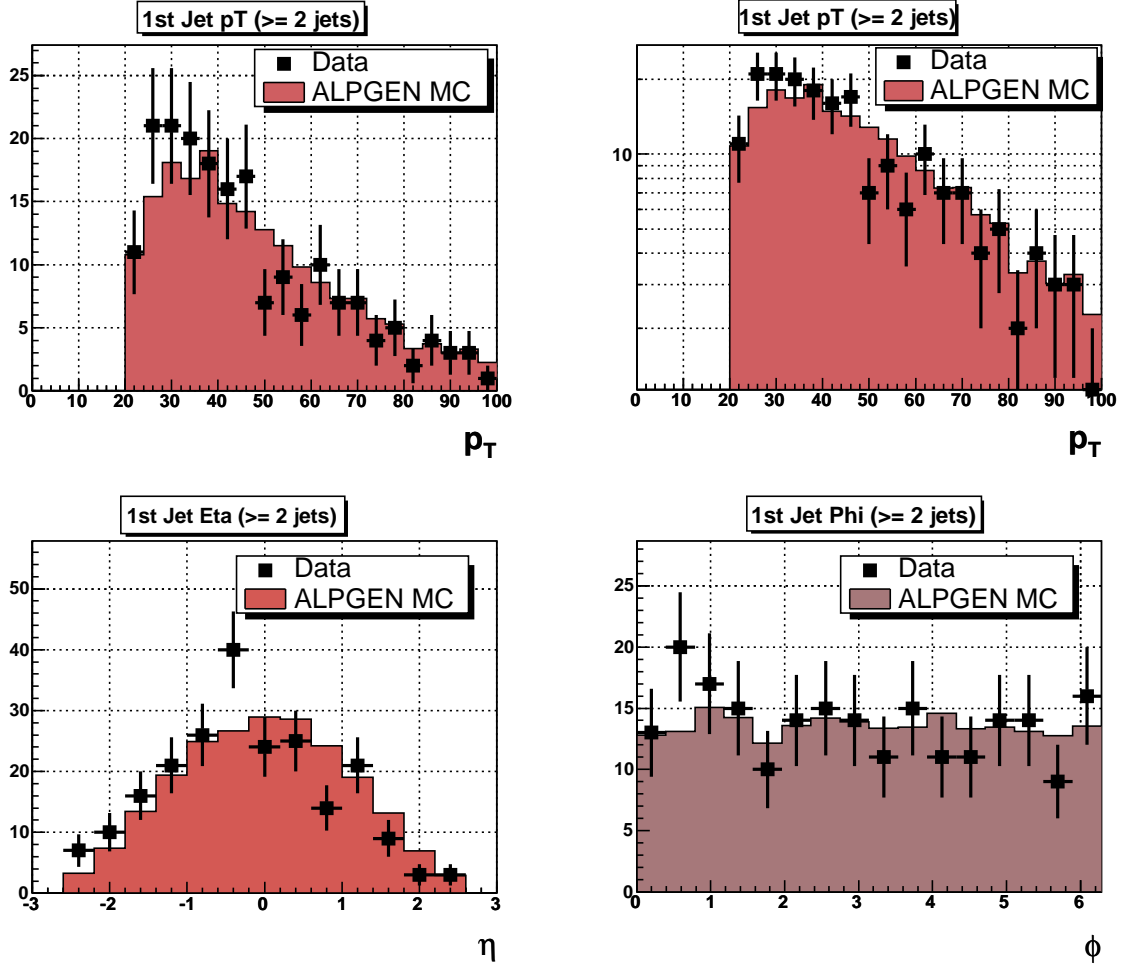 1st Jet pT (>= 2 jets)
Data
ALPGEN MC
25
20
15
10
5
0
0 10 20 30 40 50 60 70 80 90 100
pT
1st Jet pT (>= 2 jets)
Data
ALPGEN MC
10
0 10 20 30 40 50 60 70 80 90 100
pT
1st Jet Eta (>= 2 jets)
Data
ALPGEN MC
50
40
30
20
10
0
-3 -2 -1 0 1 2 3
η
1st Jet Phi (>= 2 jets)
Data
ALPGEN MC
25
20
15
10
5
0
0 1 2 3 4 5 6
ϕ